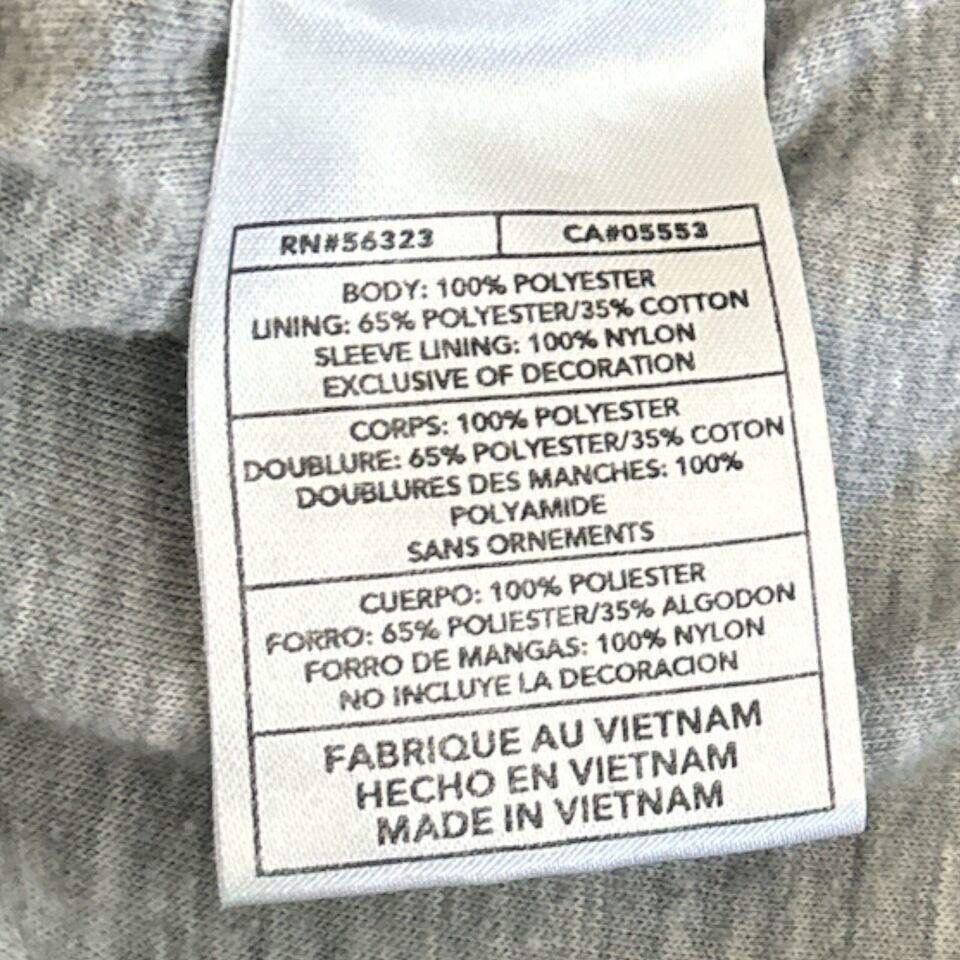 RN#56323
CA#05553
BODY: 100% POLYESTER
LINING: 65% POLYESTER/35% COTTON
SLEEVE LINING: 100% NYLON
EXCLUSIVE OF DECORATION
CORPS: 100% POLYESTER
DOUBLURE: 65% POLYESTER/35% COTON
DOUBLURES DES MANCHES: 100%
POLYAMIDE
SANS ORNEMENTS
CUERPO: 100% POLIESTER
FORRO: 65% POLIESTER/35% ALGODON
FORRO DE MANGAS: 100% NYLON
NO INCLUYE LA DECORACION
FABRIQUE AU VIETNAM
HECHO EN VIETNAM
MADE IN VIETNAM